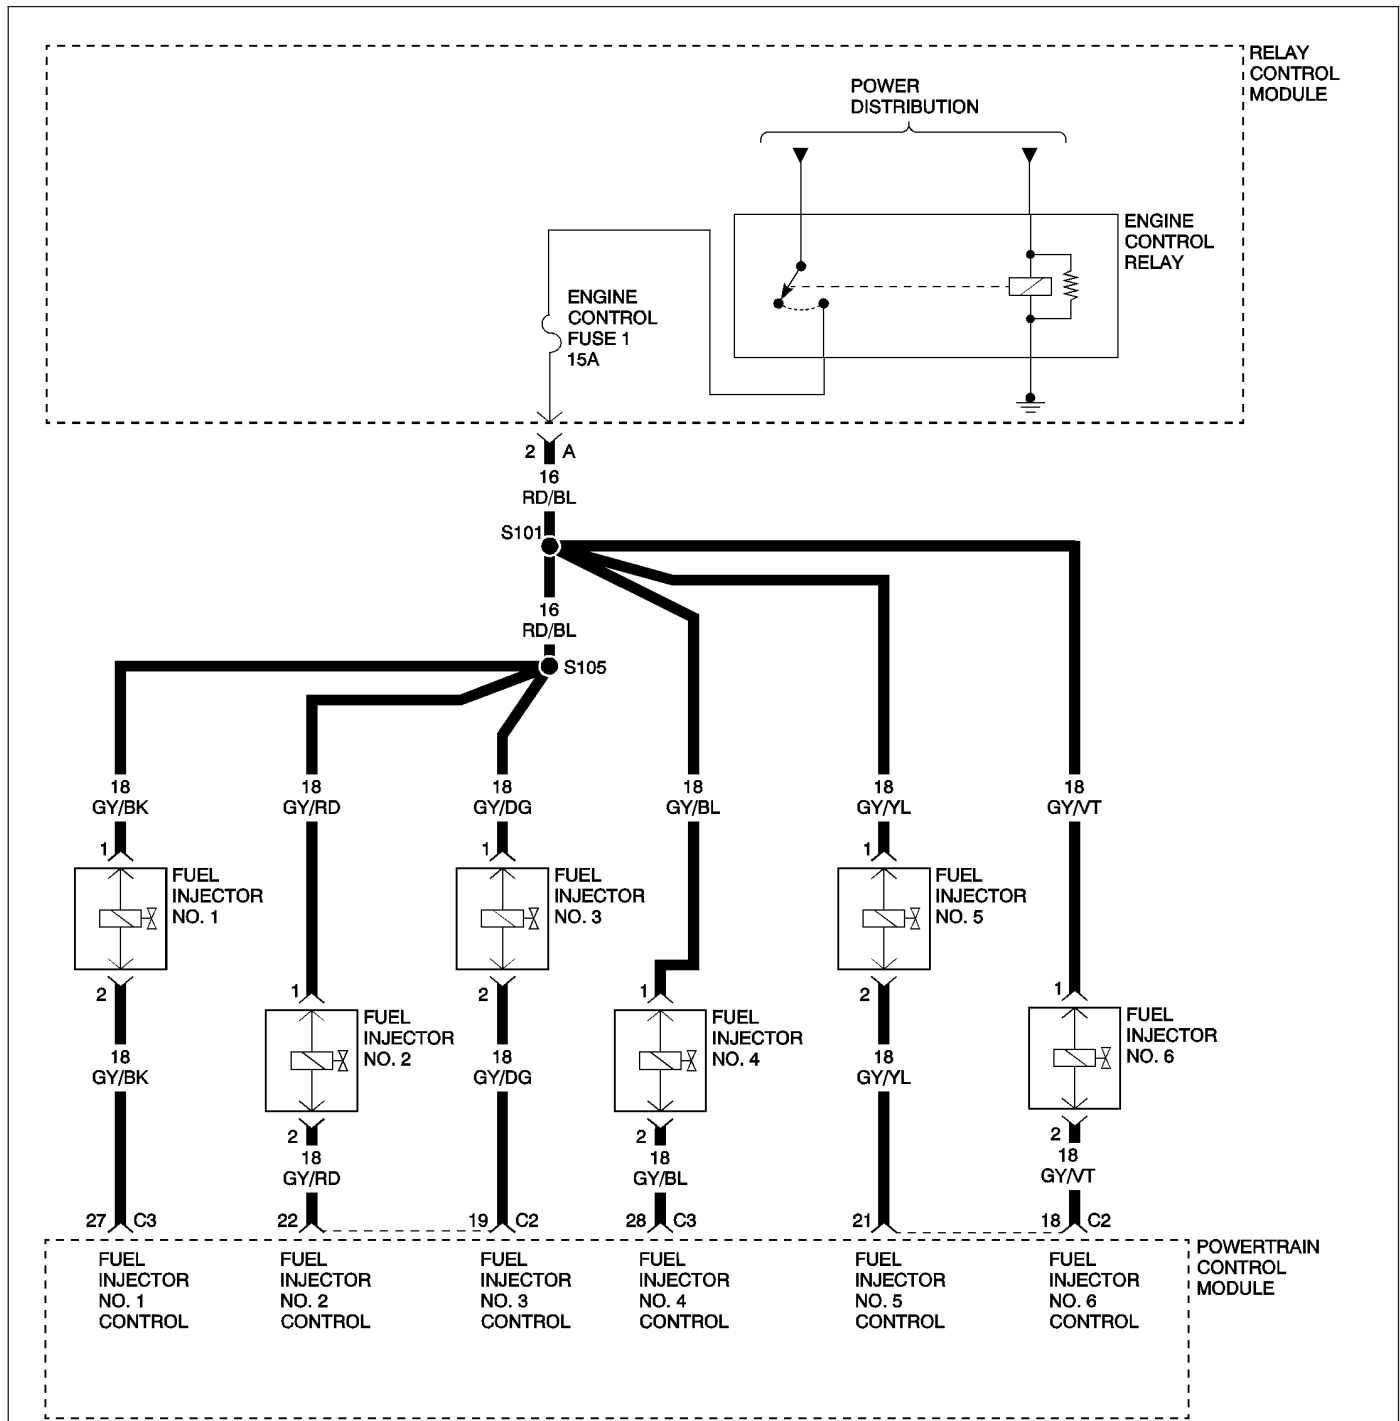 RELAY
CONTROL
MODULE
POWER
DISTRIBUTION
ENGINE
CONTROL
RELAY
ENGINE
CONTROL
FUSE 1
15A
2 A
16
RD/BL
S101
16
RD/BL
S105
18 18 18 18 18 18
GY/BK GY/RD GY/DG GY/BL GY/YL GY/VT
1 1 1
FUEL
INJECTOR
NO. 1
FUEL
INJECTOR
NO. 3
FUEL
INJECTOR
NO. 5
2 1 2 1 2 1
FUEL
INJECTOR
NO. 2
FUEL
INJECTOR
NO. 4
FUEL
INJECTOR
NO. 6
18 18 18
GY/BK GY/DG GY/YL
2 2 2
18 18 18
GY/RD GY/BL GY/VT
27 C3 22 19 C2 28 C3 21 18 C2
POWERTRAIN
CONTROL
MODULE
FUEL
INJECTOR
NO. 1
CONTROL
FUEL
INJECTOR
NO. 2
CONTROL
FUEL
INJECTOR
NO. 3
CONTROL
FUEL
INJECTOR
NO. 4
CONTROL
FUEL
INJECTOR
NO. 5
CONTROL
FUEL
INJECTOR
NO. 6
CONTROL